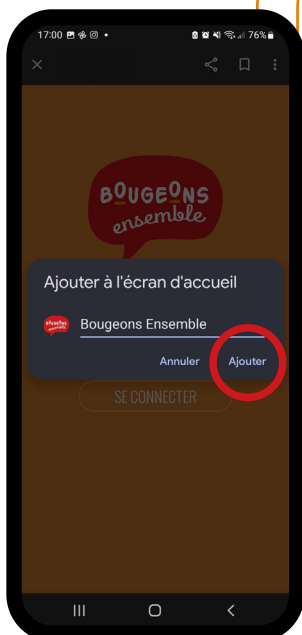 17:00 76%
BOUGEONS
ensemble
Ajouter à l'écran d'accueil
Bougeons Ensemble
Annuler Ajouter
SE CONNECTER